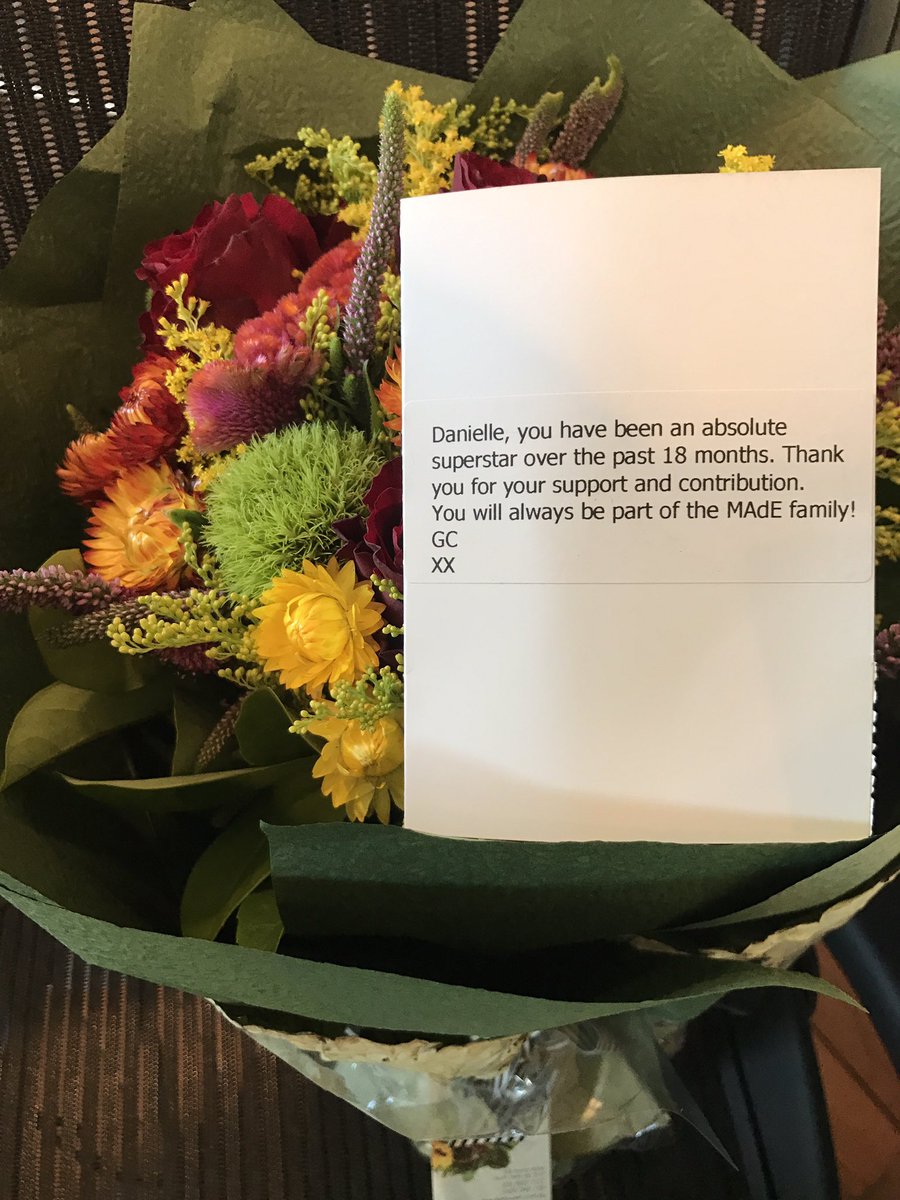 Danielle, you have been an absolute
superstar over the past 18 months. Thank
you for your support and contribution.
You will always be part of the MAdE family!
GC
XX